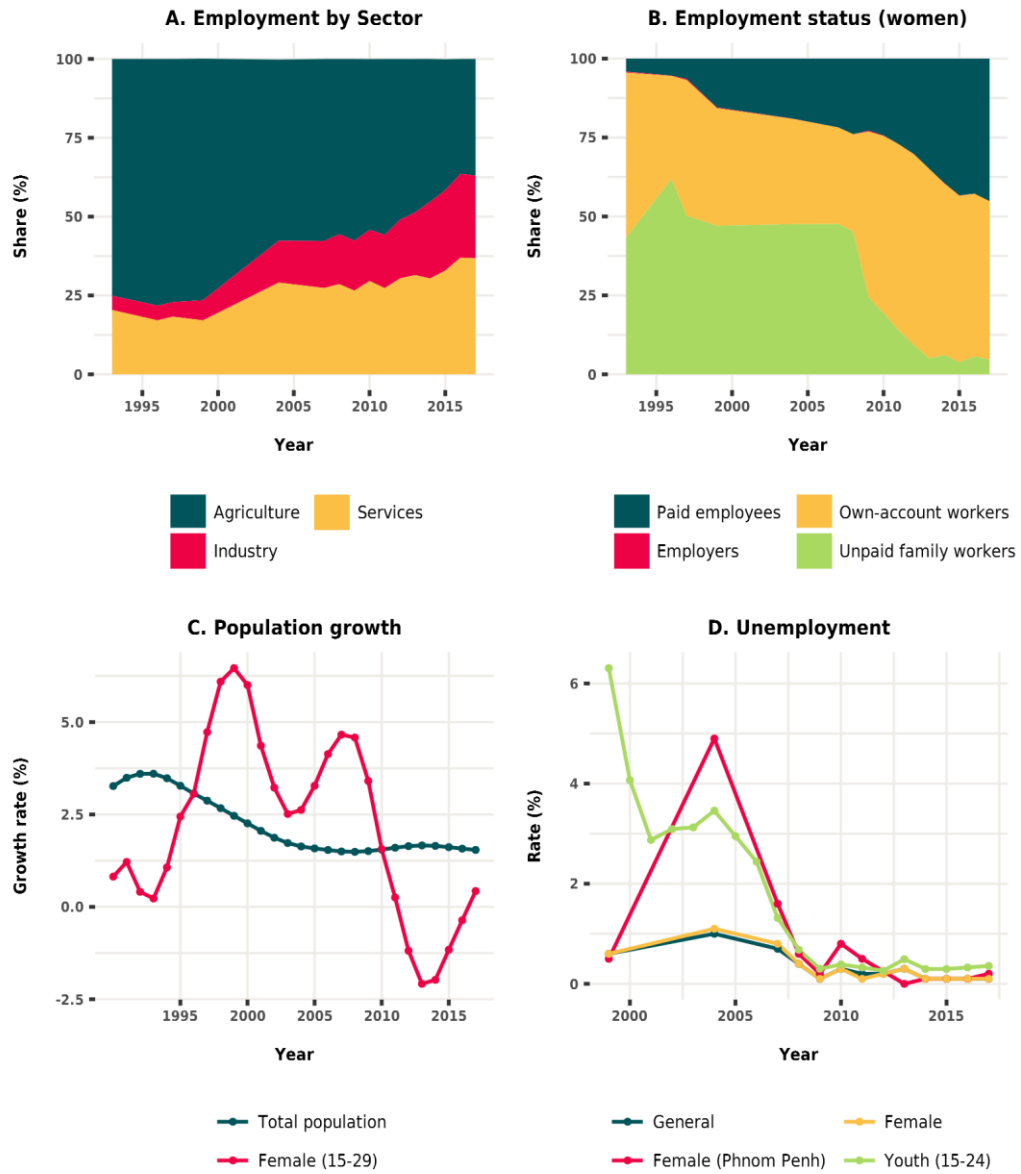 A. Employment by Sector
100
75
50
25
0
Share (%)
1995 2000 2005 2010 2015
Year
Agriculture
Services
Industry
B. Employment status (women)
100
75
50
25
0
Share (%)
1995 2000 2005 2010 2015
Year
Paid employees
Own-account workers
Employers
Unpaid family workers
C. Population growth
5.0
2.5
0.0
-2.5
Growth rate (%)
1995 2000 2005 2010 2015
Year
Total population
Female (15-29)
D. Unemployment
6
4
2
0
Rate (%)
2000 2005 2010 2015
Year
General
Female
Female (Phnom Penh)
Youth (15-24)